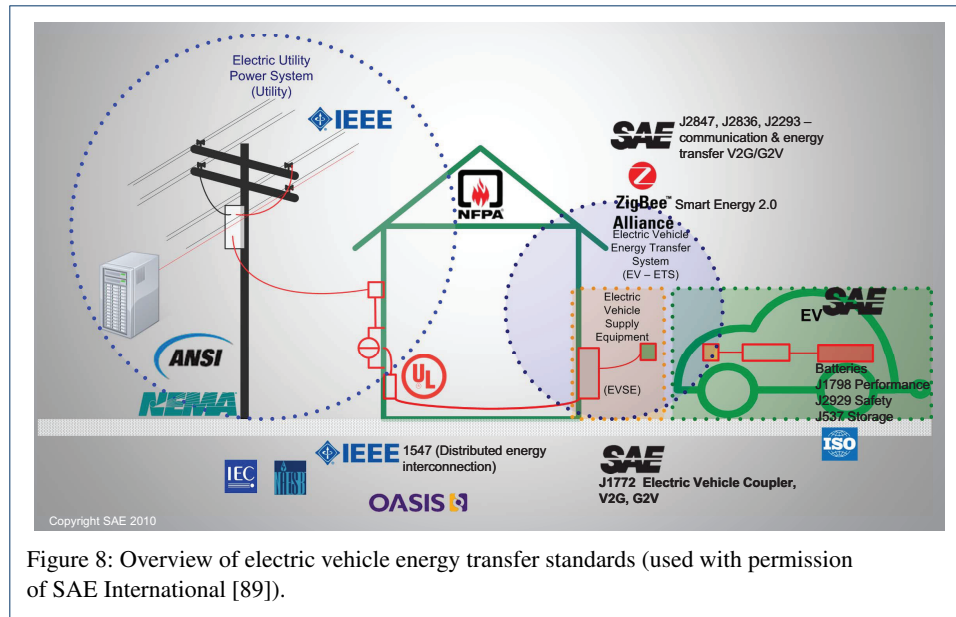 Electric Utility
Power System
(Utility)
IEEE
SAE
J2847, J2836, J2293 –
communication & energy
transfer V2G/G2V
Z
ZigBee™
Alliance
Smart Energy 2.0
NFPA
Electric Vehicle
Energy Transfer
System
(EV – ETS)
Electric
Vehicle
Supply
Equipment
(EVSE)
EV
SAE
ANSI
NEMA
UL
Batteries
J1798 Performance
J2929 Safety
J537 Storage
ISO
IEC
IEEE
1547 (Distributed energy
interconnection)
OASIS
SAE
J1772 Electric Vehicle Coupler,
V2G, G2V
Copyright SAE 2010
Figure 8: Overview of electric vehicle energy transfer standards (used with permission
of SAE International [89]).